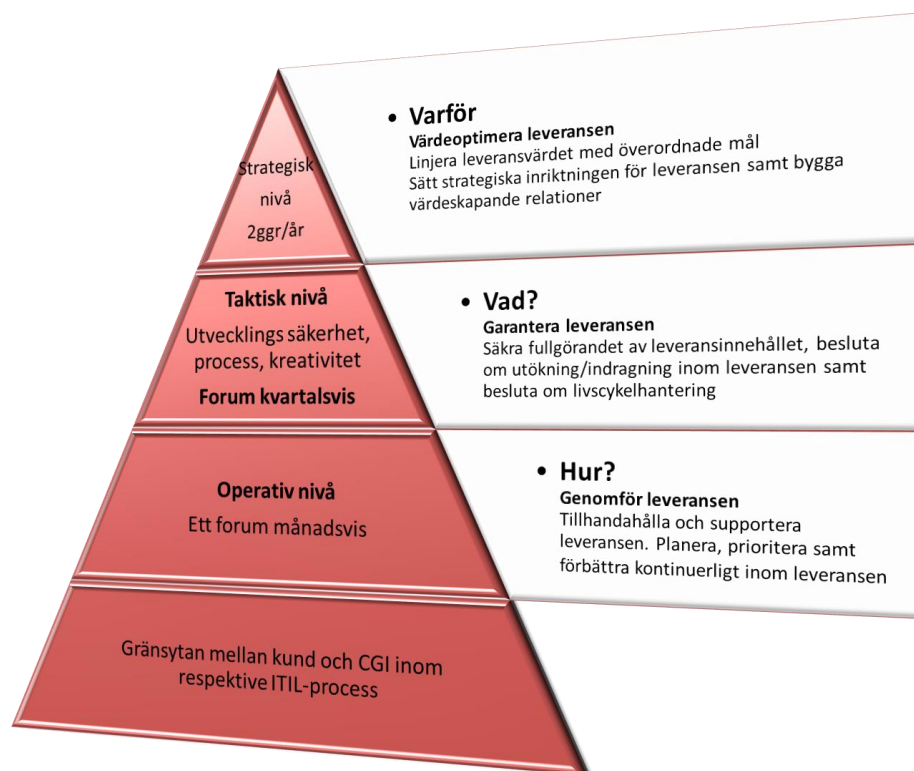 Strategisk
nivå
2ggr/år
• Varför
Värdeoptimera leveransen
Linjera leveransvärdet med överordnade mål
Sätt strategiska inriktningen för leveransen samt bygga
värdeskapande relationer
Taktisk nivå
Utvecklings säkerhet,
process, kreativitet
Forum kvartalsvis
• Vad?
Garantera leveransen
Säkra fullgörandet av leveransinnehållet, besluta
om utökning/indragning inom leveransen samt
besluta om livscykelhantering
Operativ nivå
Ett forum månadsvis
• Hur?
Genomför leveransen
Tillhandahålla och supportera
leveransen. Planera, prioritera samt
förbättra kontinuerligt inom leveransen
Gränsytan mellan kund och CGI inom
respektive ITIL-process